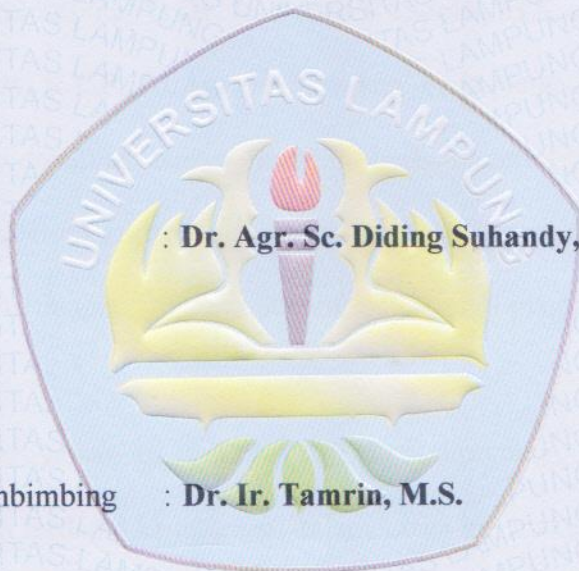 UNIVERSITAS LAMPUNG
: Dr. Agr. Sc. Diding Suhandy,
nbimbing : Dr. Ir. Tamrin, M.S.